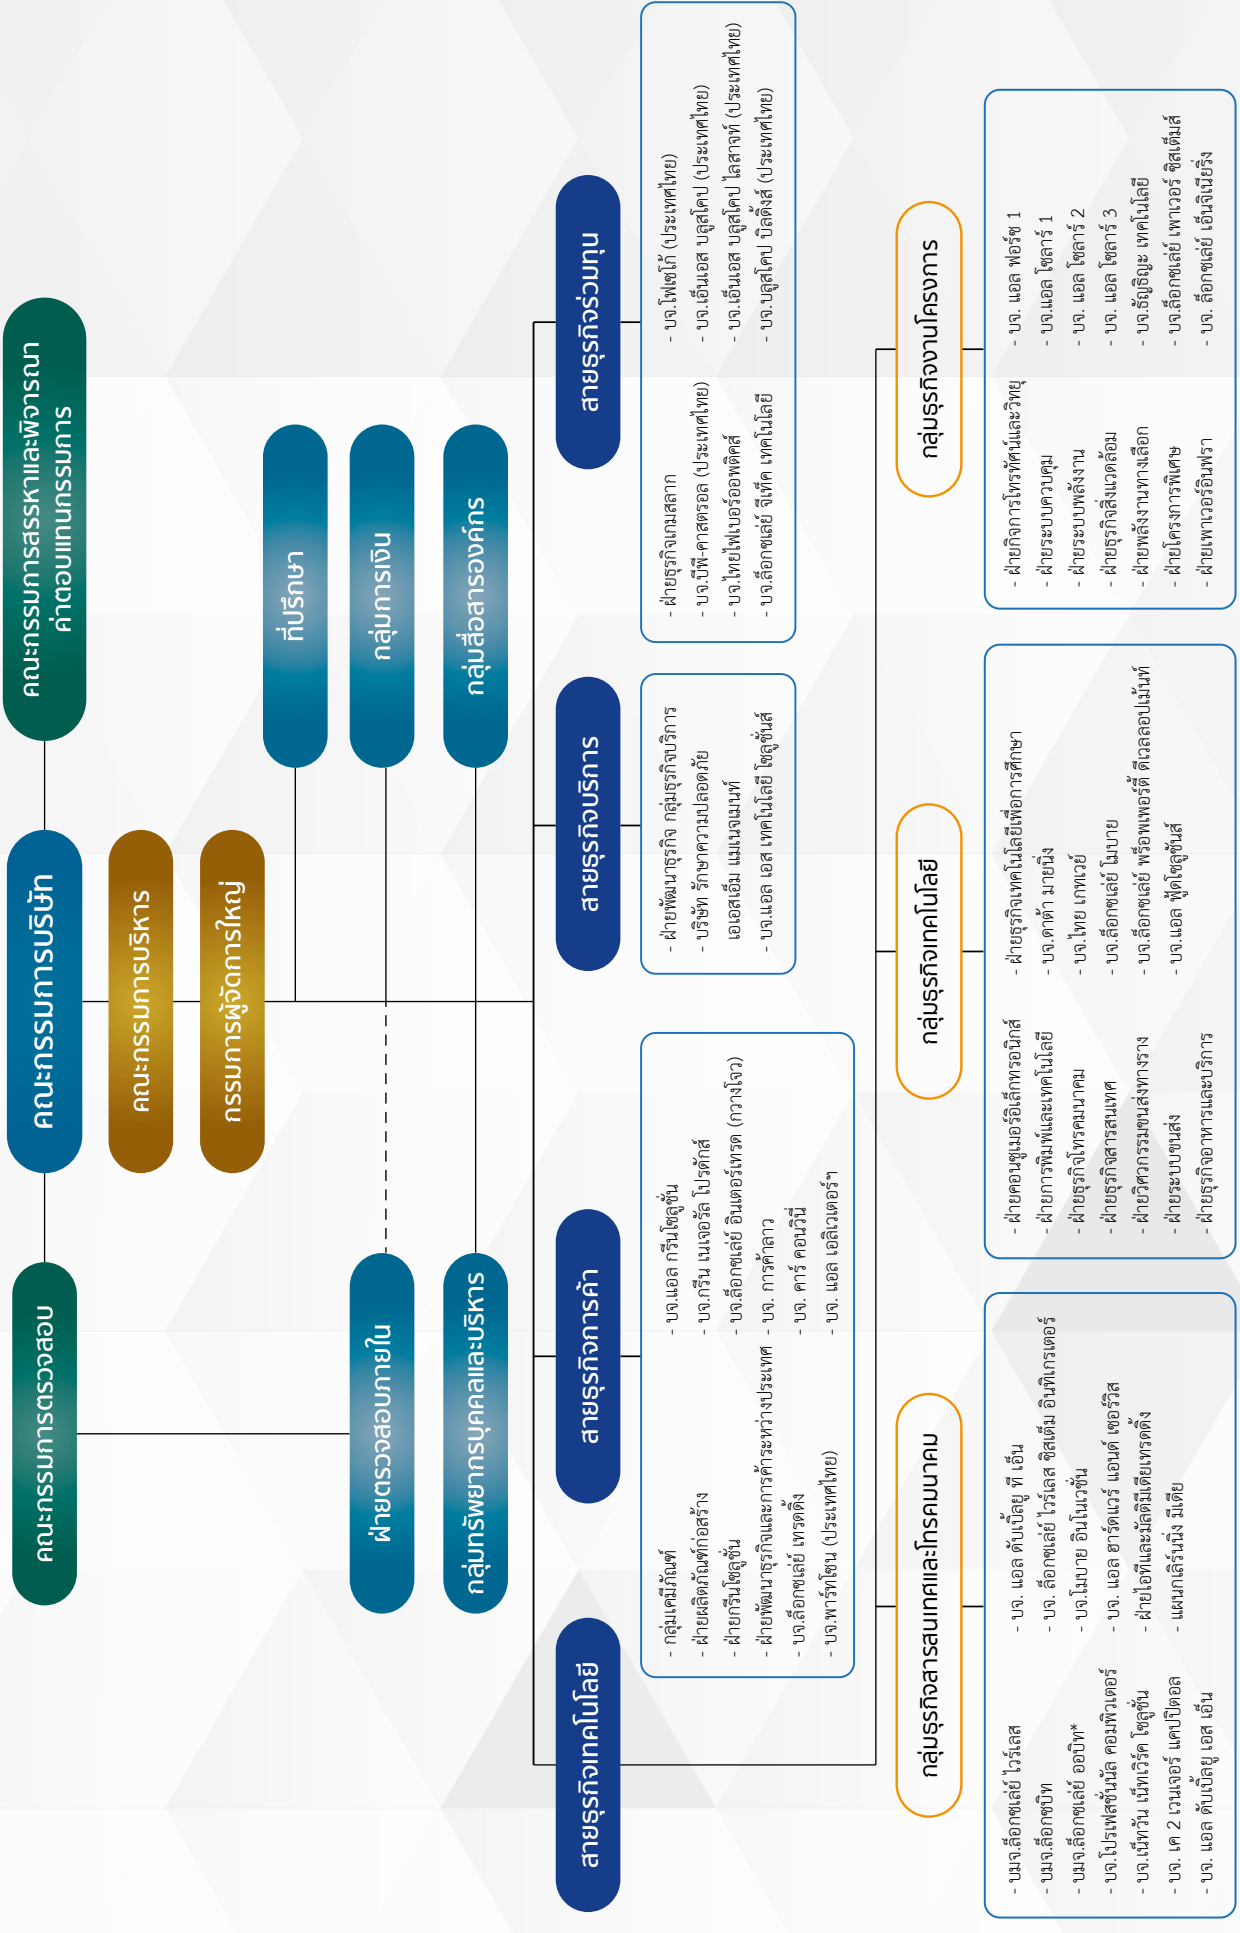 คณะกรรมการตรวจสอบ
คณะกรรมการบริษัท
คณะกรรมการสรรหาและพิจารณา
ค่าตอบแทนกรรมการ
คณะกรรมการบริหาร
กรรมการผู้จัดการใหญ่
ที่ปรึกษา
ฝ่ายตรวจสอบภายใน
กลุ่มการเงิน
กลุ่มทรัพยากรบุคคลและบริหาร
กลุ่มสื่อสารองค์กร
สายธุรกิจเทคโนโลยี
สายธุรกิจการค้า
- กลุ่มเคมีภัณฑ์
- ฝ่ายผลิตภัณฑ์ก่อสร้าง
- ฝ่ายกรีนโซลูชั่น
- ฝ่ายพัฒนาธุรกิจและการค้าระหว่างประเทศ
- บจ.ล็อกซเล่ย์ เทรดดิ้ง
- บจ.พาร์ทโซน (ประเทศไทย)
- บจ.แอล กรีนโซลูชั่น
- บจ.กรีน เนเจอรัล โปรดักส์
- บจ.ล็อกซเล่ย์ อินเตอร์เทรด (กวางโจว)
- บจ. การค้าลาว
- บจ. คาร์ คอนวีนี่
- บจ. แอล เอลิเวเตอร์ฯ
สายธุรกิจบริการ
- ฝ่ายพัฒนาธุรกิจ กลุ่มธุรกิจบริการ
- บริษัท รักษาความปลอดภัย
เอเอสเอ็ม แมเนจเมนท์
- บจ.แอล เอส เทคโนโลยี โซลูชั่นส์
สายธุรกิจร่วมทุน
- ฝ่ายธุรกิจเกมสลาก
- บจ.บีพี-คาสตรอล (ประเทศไทย)
- บจ.ไทยไฟเบอร์ออพติคส์
- บจ.ล็อกซเล่ย์ จีเท็ค เทคโนโลยี
- บจ.โฟเซโก้ (ประเทศไทย)
- บจ.เอ็นเอส บลูสโคป (ประเทศไทย)
- บจ.เอ็นเอส บลูสโคป ไลสาจท์ (ประเทศไทย)
- บจ.บลูสโคป บิลดิ้งส์ (ประเทศไทย)
กลุ่มธุรกิจสารสนเทศและโทรคมนาคม
- บมจ.ล็อกซเล่ย์ ไวร์เลส
- บมจ.ล็อกซบิท
- บมจ.ล็อกซเล่ย์ ออบิท*
- บจ.โปรเฟสชั่นนัล คอมพิวเตอร์
- บจ.เน็ทวัน เน็ทเวิร์ค โซลูชั่น
- บจ. เค 2 เวนเจอร์ แคปปิตอล
- บจ. แอล ดับเบิ้ลยู เอส เอ็น
- บจ. แอล ดับเบิ้ลยู ที เอ็น
- บจ. ล็อกซเล่ย์ ไวร์เลส ซิสเต็ม อินทิเกรเตอร์
- บจ.โมบาย อินโนเวชั่น
- บจ. แอล ฮาร์ดแวร์ แอนด์ เซอร์วิส
- ฝ่ายไอทีและมัลติมีเดียเทรดดิ้ง
- แผนกเลิร์นนิ่ง มีเดีย
กลุ่มธุรกิจเทคโนโลยี
- ฝ่ายคอนซูเมอร์อิเล็กทรอนิกส์
- ฝ่ายการพิมพ์และเทคโนโลยี
- ฝ่ายธุรกิจโทรคมนาคม
- ฝ่ายธุรกิจสารสนเทศ
- ฝ่ายวิศวกรรมขนส่งทางราง
- ฝ่ายระบบขนส่ง
- ฝ่ายธุรกิจอาหารและบริการ
- ฝ่ายธุรกิจเทคโนโลยีเพื่อการศึกษา
- บจ.ดาต้า มายนิ่ง
- บจ.ไทย เกทเวย์
- บจ.ล็อกซเล่ย์ โมบาย
- บจ.ล็อกซเล่ย์ พร็อพเพอร์ตี้ ดีเวลลอปเม้นท์
- บจ.แอล ฟู้ดโซลูชันส์
กลุ่มธุรกิจงานโครงการ
- ฝ่ายกิจการโทรทัศน์และวิทยุ
- ฝ่ายระบบควบคุม
- ฝ่ายระบบพลังงาน
- ฝ่ายธุรกิจสิ่งแวดล้อม
- ฝ่ายพลังงานทางเลือก
- ฝ่ายโครงการพิเศษ
- ฝ่ายเพาเวอร์อินฟรา
- บจ. แอล ฟอร์ซ 1
- บจ.แอล โซลาร์ 1
- บจ. แอล โซลาร์ 2
- บจ. แอล โซลาร์ 3
- บจ.ธัญธิญะ เทคโนโลยี
- บจ.ล็อกซเล่ย์ เพาเวอร์ ซิสเต็มส์
- บจ. ล็อกซเล่ย์ เอ็นจิเนียริ่ง